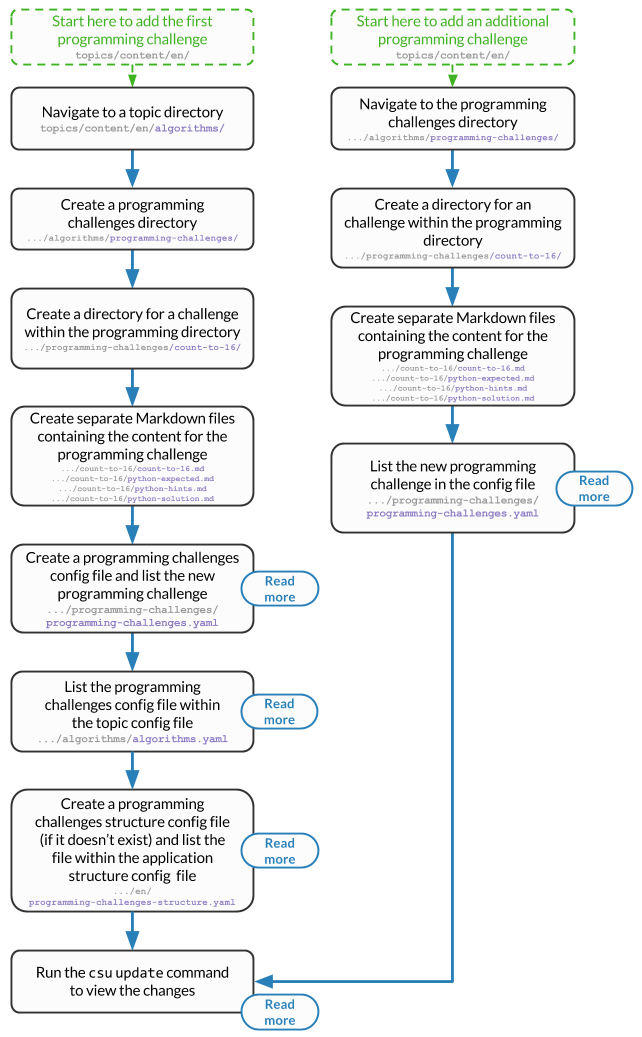 Start here to add the first
programming challenge
topics/content/en/
Navigate to a topic directory
topics/content/en/algorithms/
Create a programming
challenges directory
.../algorithms/programming-challenges/
Create a directory for a challenge
within the programming directory
.../programming-challenges/count-to-16/
Create separate Markdown files
containing the content for the
programming challenge
.../count-to-16/count-to-16.md
.../count-to-16/python-expected.md
.../count-to-16/python-hints.md
.../count-to-16/python-solution.md
Create a programming challenges
config file and list the new
programming challenge
.../programming-challenges/
programming-challenges.yaml
Read
more
List the programming
challenges config file within
the topic config file
.../algorithms/algorithms.yaml
Read
more
Create a programming
challenges structure config file
(if it doesn't exist) and list the
file within the application
structure config file
.../en/
programming-challenges-structure.yaml
Read
more
Run the csu update command
to view the changes
Read
more
Start here to add an additional
programming challenge
topics/content/en/
Navigate to the programming
challenges directory
.../algorithms/programming-challenges/
Create a directory for an
challenge within the programming
directory
.../programming-challenges/count-to-16/
Create separate Markdown files
containing the content for the
programming challenge
.../count-to-16/count-to-16.md
.../count-to-16/python-expected.md
.../count-to-16/python-hints.md
.../count-to-16/python-solution.md
List the new programming
challenge in the config file
.../programming-challenges/
programming-challenges.yaml
Read
more